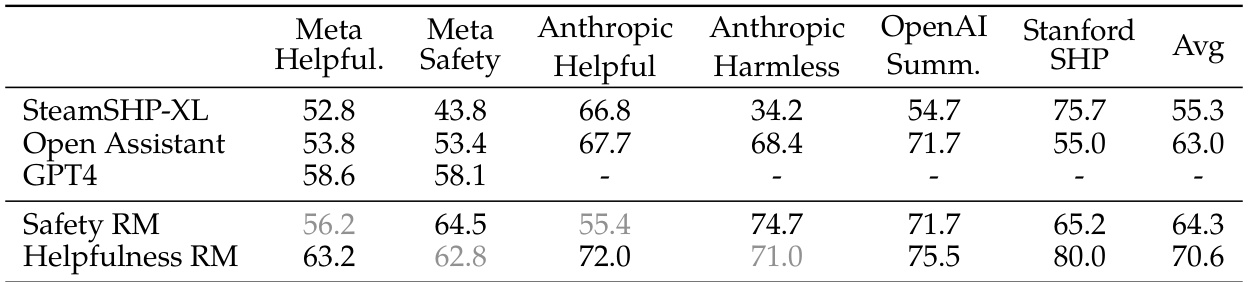 Meta Helpful. Meta Safety Anthropic Helpful Anthropic Harmless OpenAI Summ. Stanford SHP Avg
SteamSHP-XL 52.8 43.8 66.8 34.2 54.7 75.7 55.3
Open Assistant 53.8 53.4 67.7 68.4 71.7 55.0 63.0
GPT4 58.6 58.1 - - - - -
Safety RM 56.2 64.5 55.4 74.7 71.7 65.2 64.3
Helpfulness RM 63.2 62.8 72.0 71.0 75.5 80.0 70.6